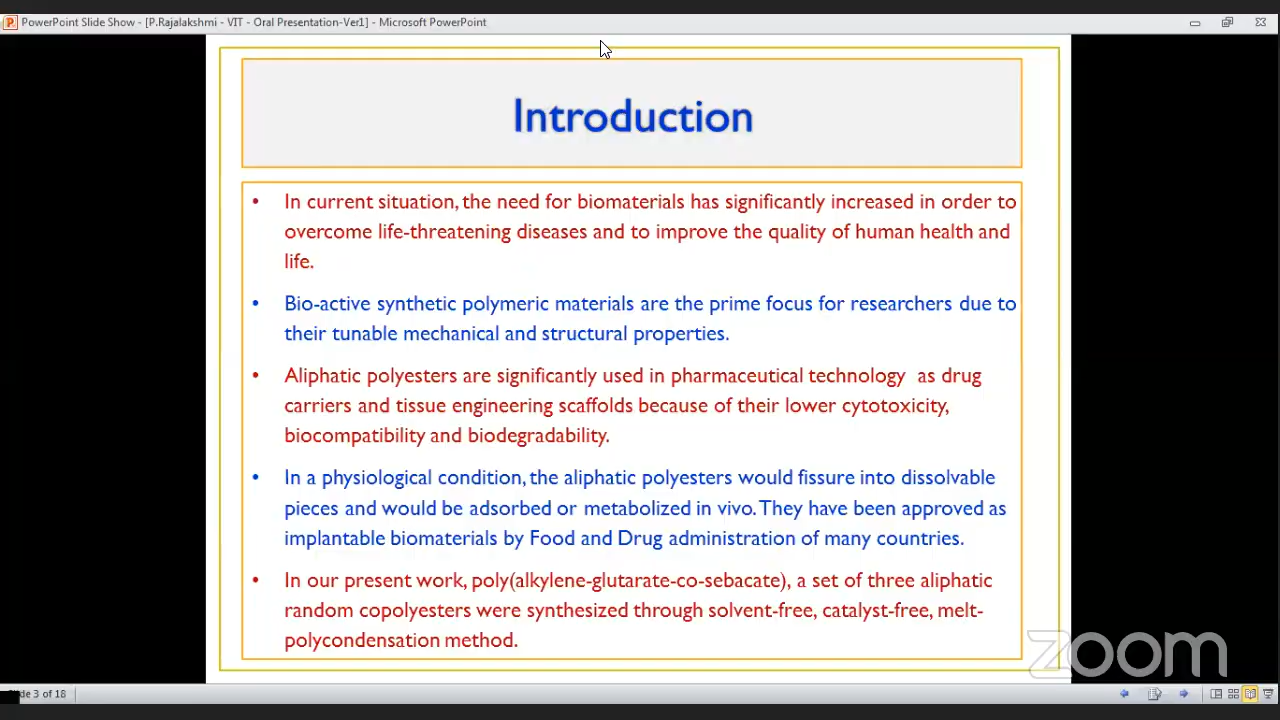 PowerPoint Slide Show - [P.Rajalakshmi - VIT - Oral Presentation-Ver1] - Microsoft PowerPoint
Introduction
• In current situation, the need for biomaterials has significantly increased in order to
overcome life-threatening diseases and to improve the quality of human health and
life.
• Bio-active synthetic polymeric materials are the prime focus for researchers due to
their tunable mechanical and structural properties.
• Aliphatic polyesters are significantly used in pharmaceutical technology as drug
carriers and tissue engineering scaffolds because of their lower cytotoxicity,
biocompatibility and biodegradability.
• In a physiological condition, the aliphatic polyesters would fissure into dissolvable
pieces and would be adsorbed or metabolized in vivo. They have been approved as
implantable biomaterials by Food and Drug administration of many countries.
• In our present work, poly(alkylene-glutarate-co-sebacate), a set of three aliphatic
random copolyesters were synthesized through solvent-free, catalyst-free, melt-
polycondensation method.
zoom
Slide 3 of 18